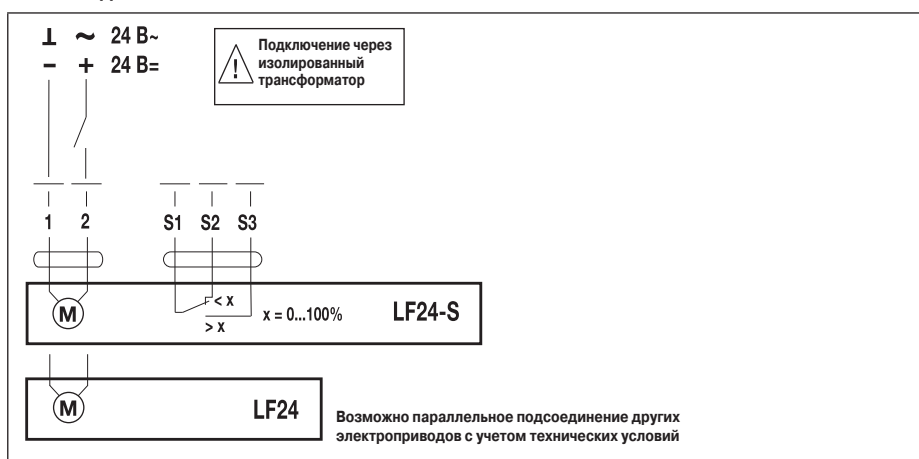 ⊥ ~ 24 В~
− + 24 В=
Подключение через
изолированный
трансформатор
!
1 2 S1 S2 S3
M
< x
> x
x = 0...100%
LF24-S
M
LF24
Возможно параллельное подсоединение других
электроприводов с учетом технических условий